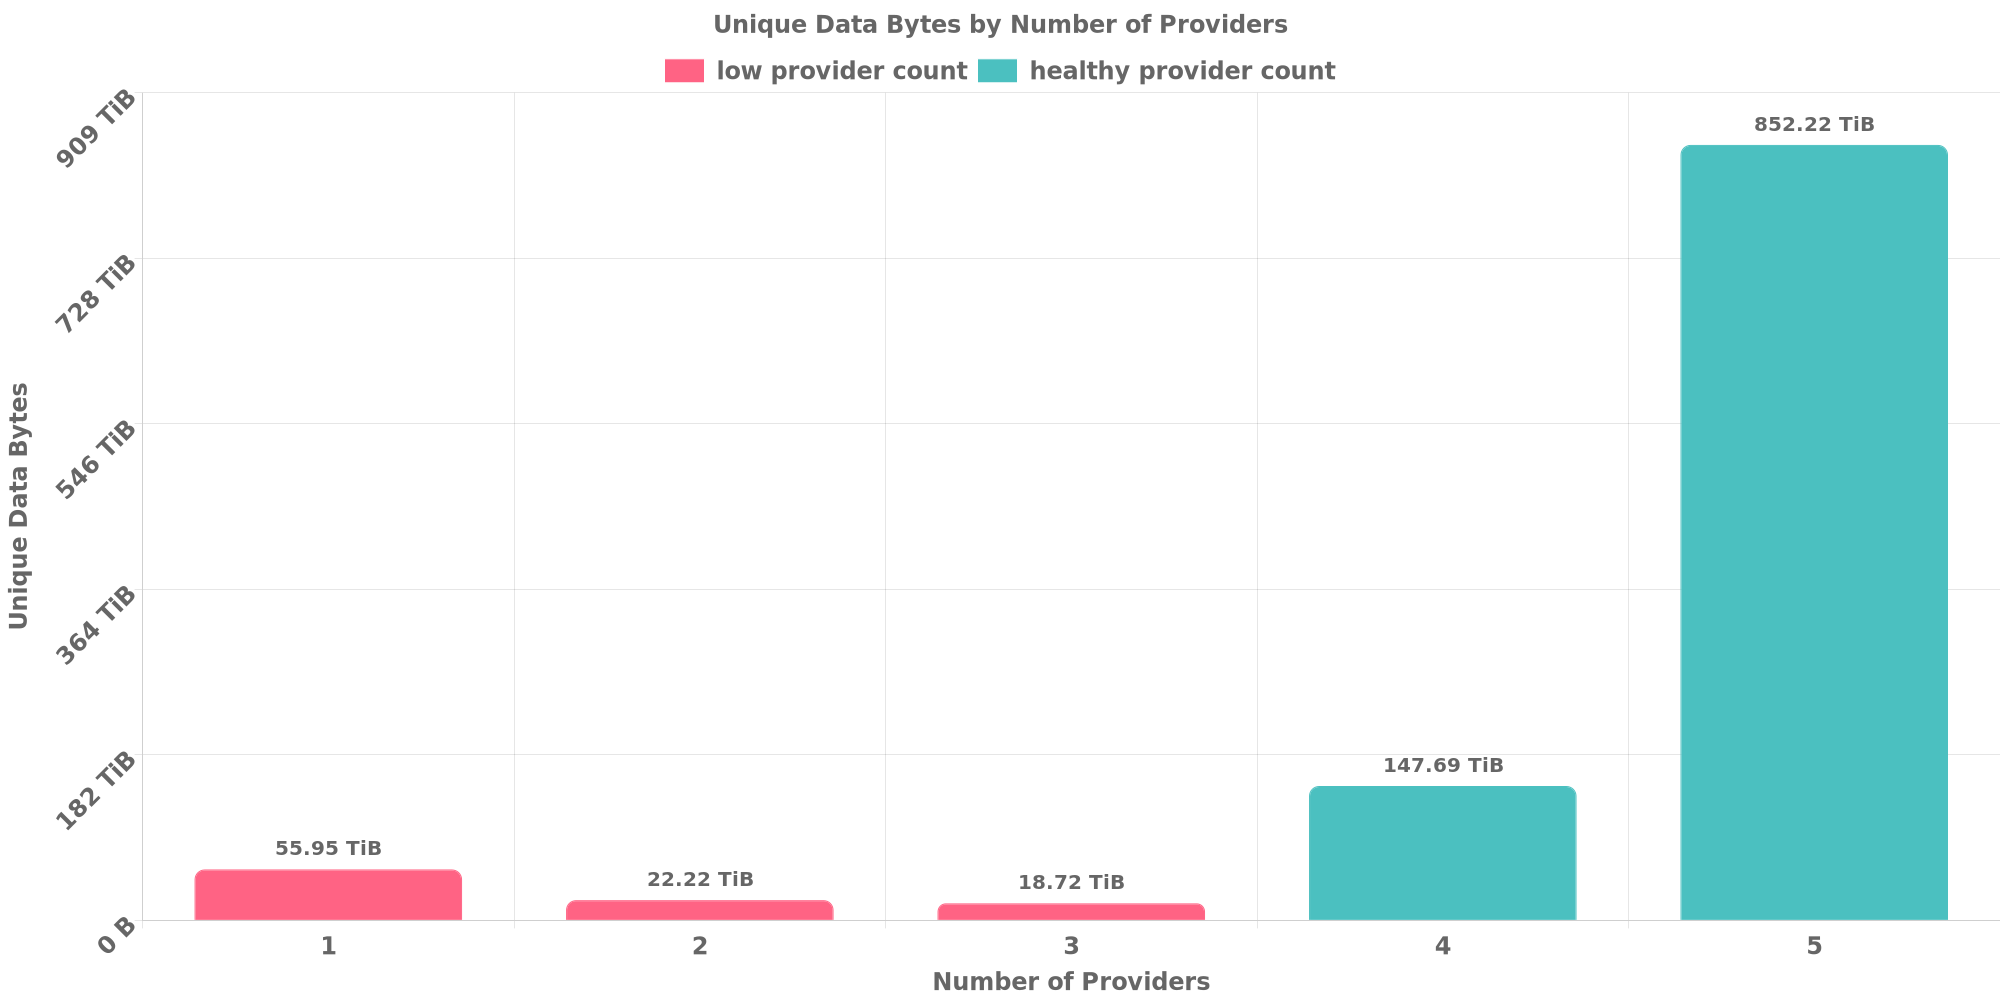 Unique Data Bytes by Number of Providers
low provider count healthy provider count
909 TiB
728 TiB
546 TiB
364 TiB
182 TiB
0 B
Unique Data Bytes
55.95 TiB
22.22 TiB
18.72 TiB
147.69 TiB
852.22 TiB
1 2 3 4 5
Number of Providers